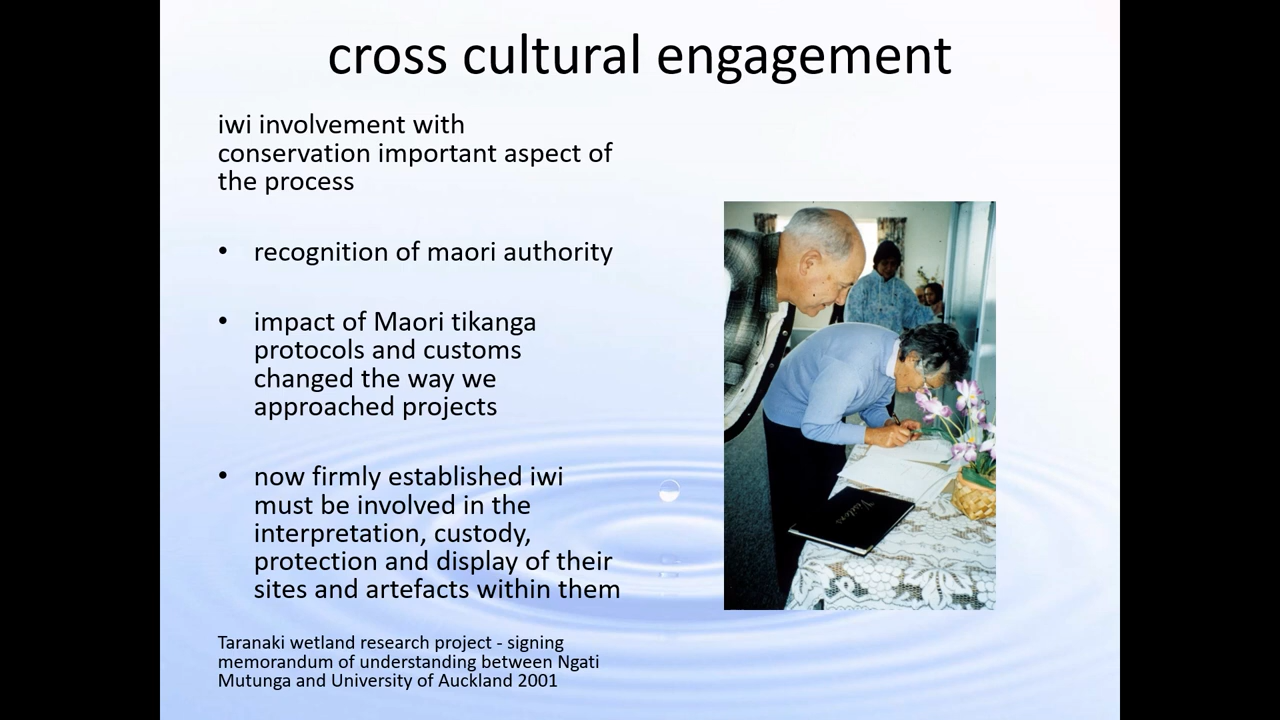 cross cultural engagement
iwi involvement with
conservation important aspect of
the process
• recognition of maori authority
• impact of Maori tikanga
protocols and customs
changed the way we
approached projects
• now firmly established iwi
must be involved in the
interpretation, custody,
protection and display of their
sites and artefacts within them
Taranaki wetland research project - signing
memorandum of understanding between Ngati
Mutunga and University of Auckland 2001
Visitors